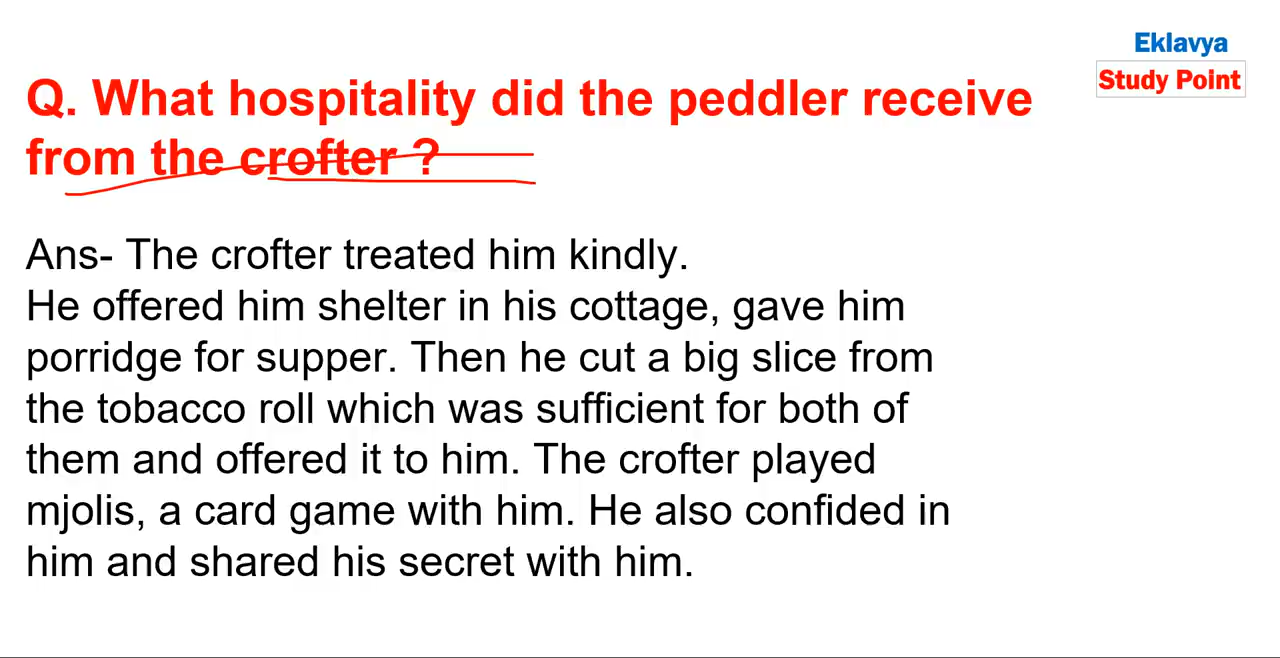 Eklavya
Study Point
Q. What hospitality did the peddler receive
from the crofter ?
Ans- The crofter treated him kindly.
He offered him shelter in his cottage, gave him
porridge for supper. Then he cut a big slice from
the tobacco roll which was sufficient for both of
them and offered it to him. The crofter played
mjolis, a card game with him. He also confided in
him and shared his secret with him.